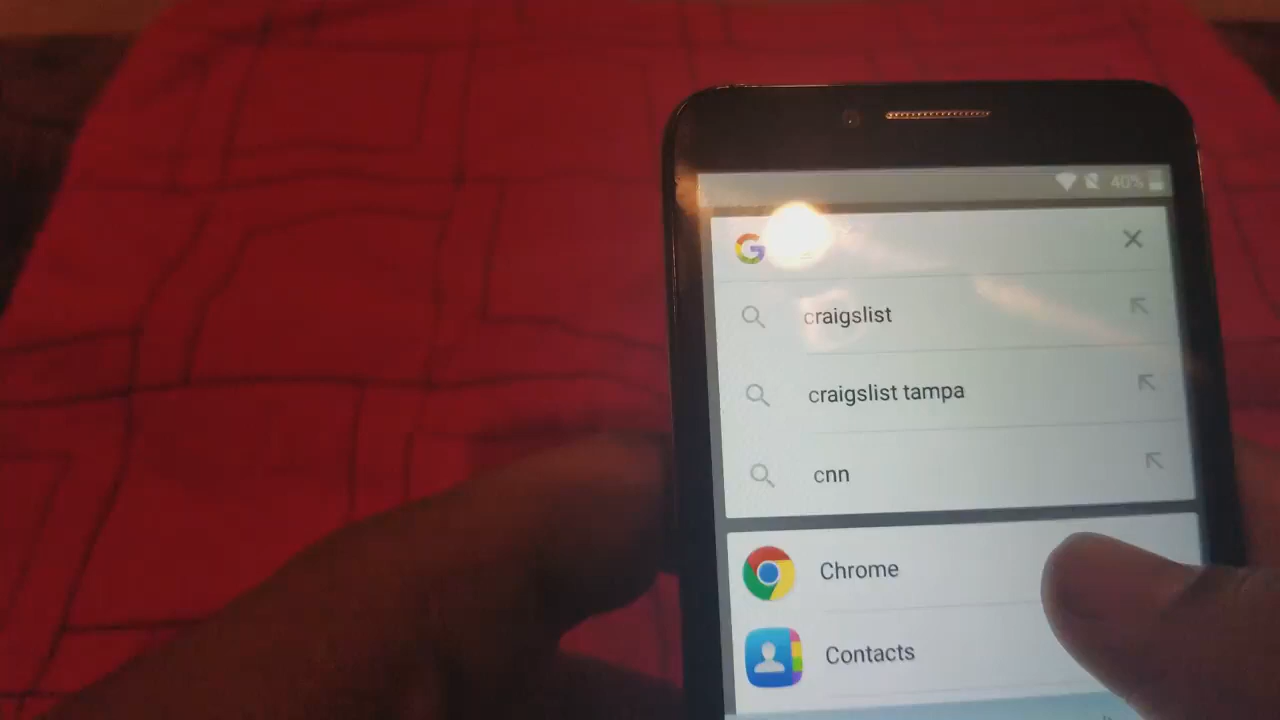 40%
craigslist
craigslist tampa
cnn
Chrome
Contacts